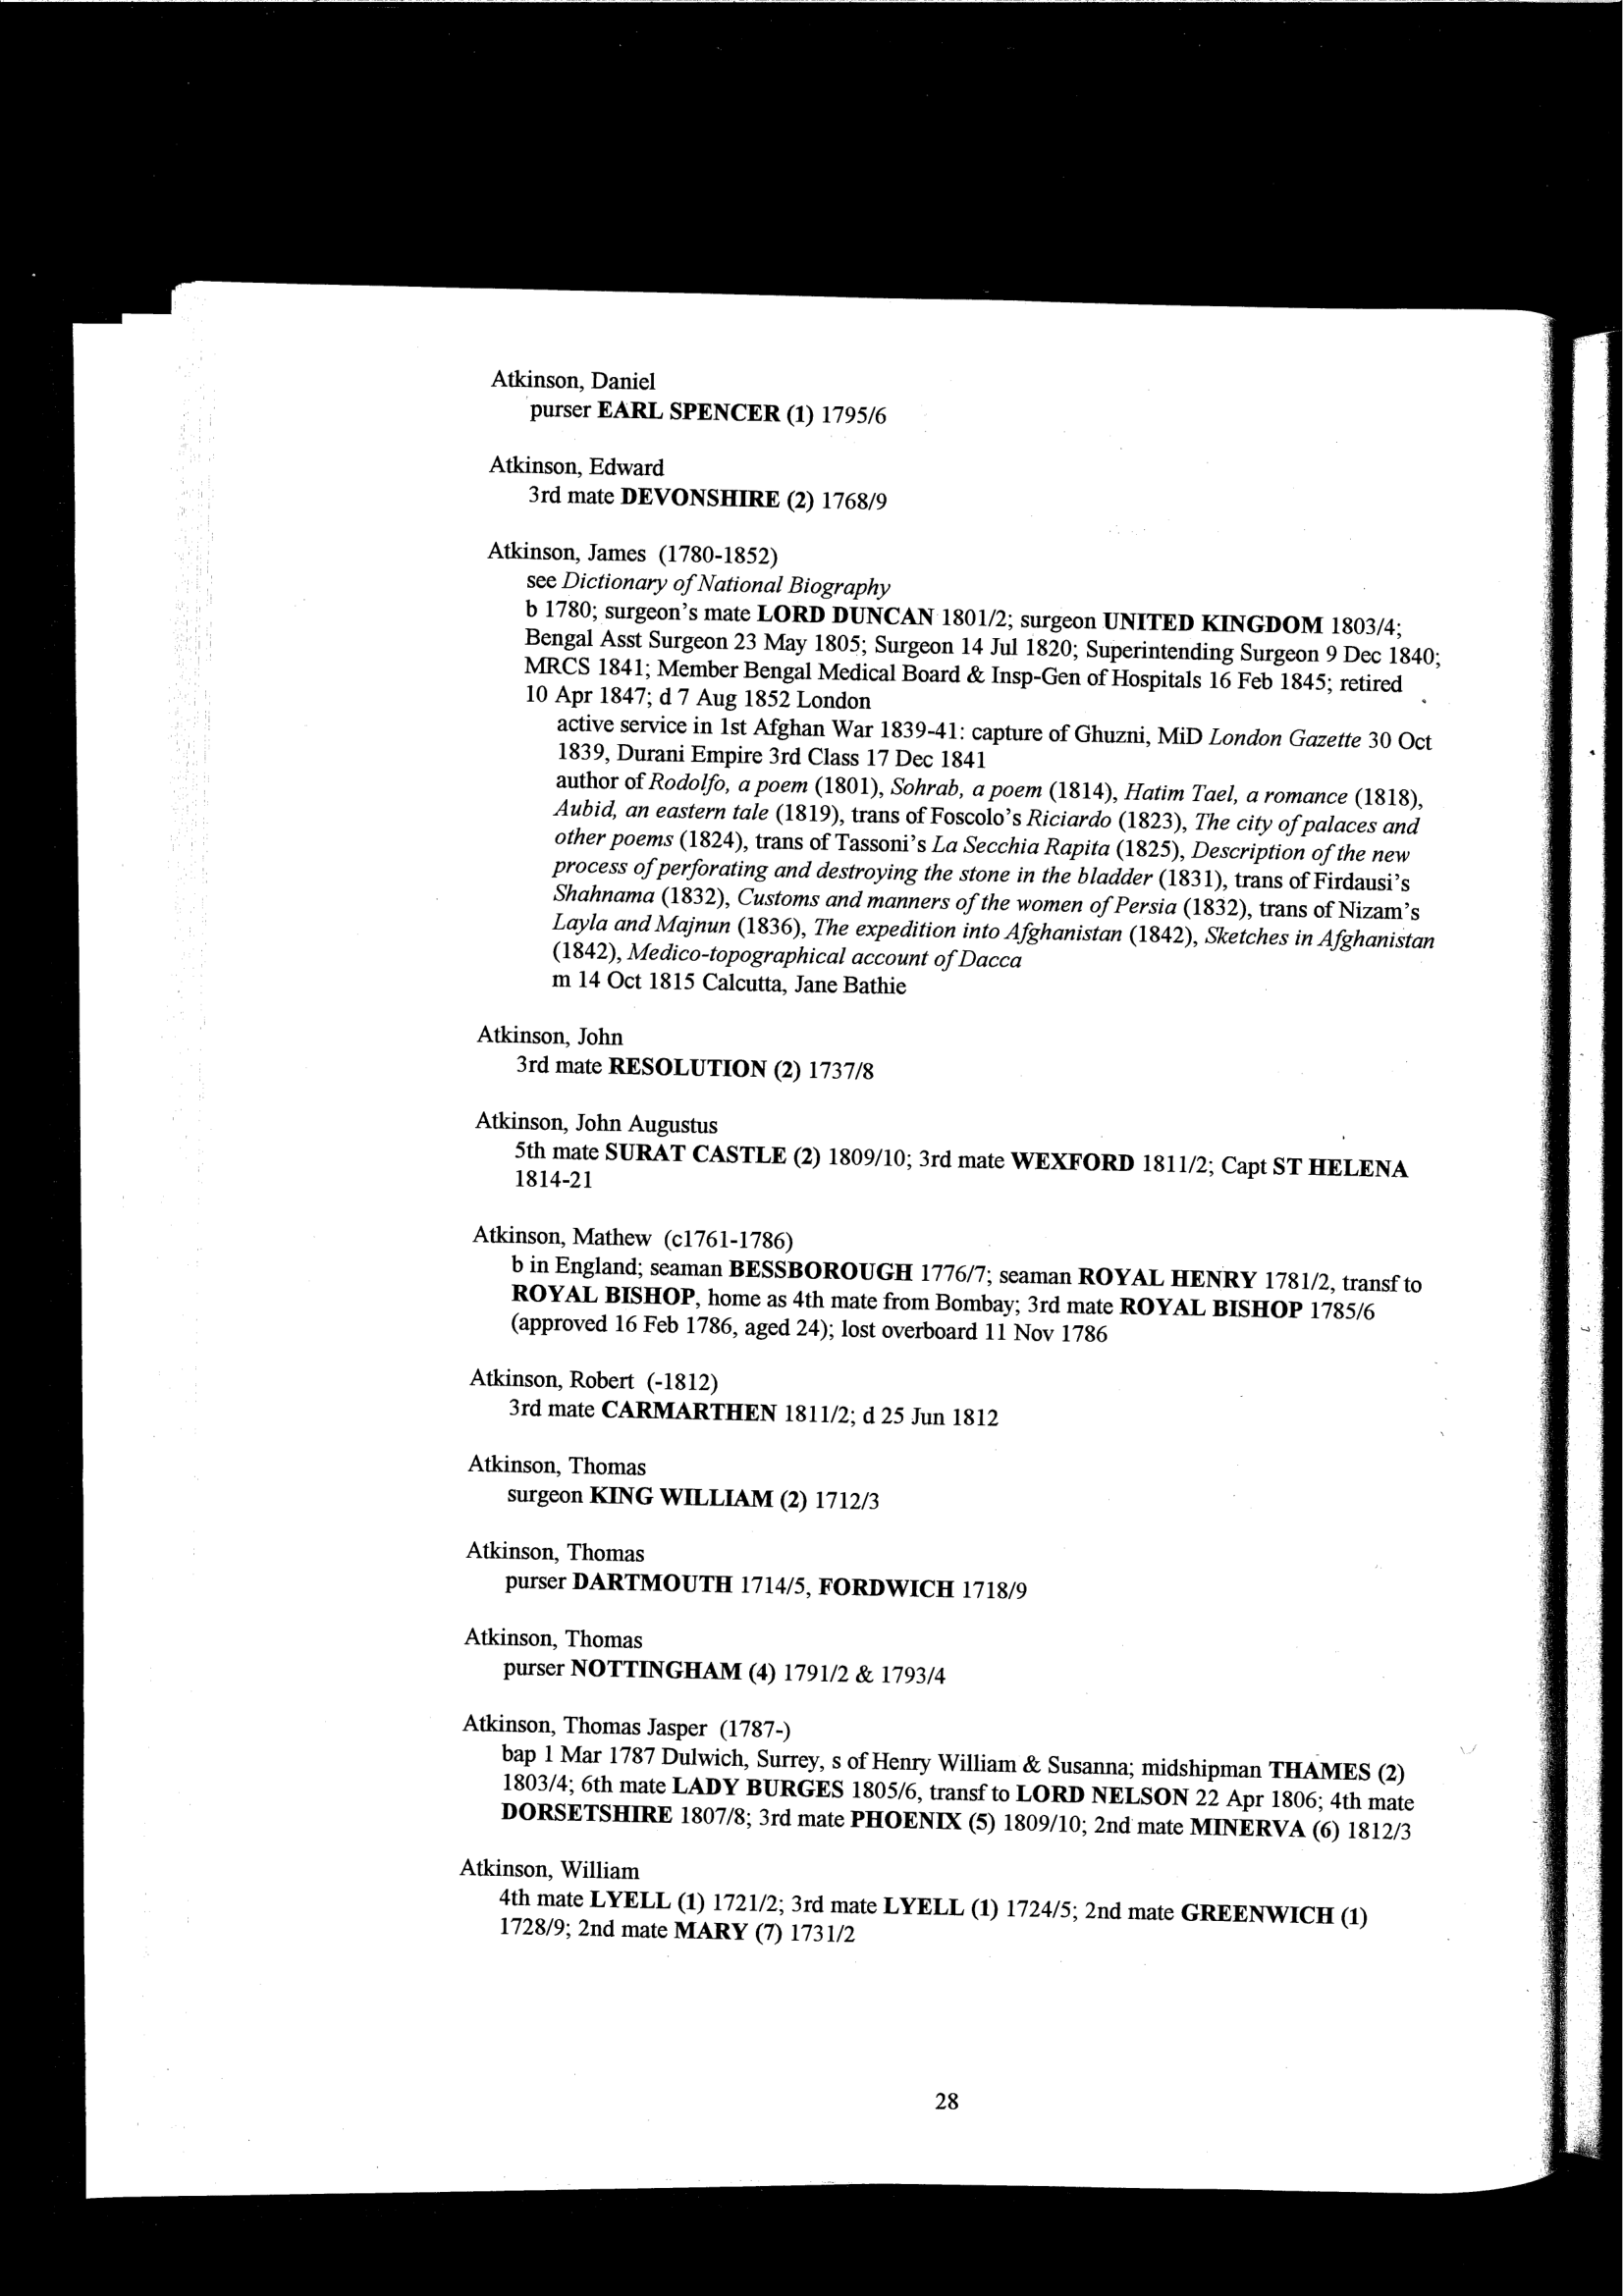 Atkinson, Daniel
purser EARL SPENCER (1) 1795/6
Atkinson, Edward
3rd mate DEVONSHIRE (2) 1768/9
Atkinson, James (1780-1852)
see Dictionary of National Biography
b 1780; surgeon's mate LORD DUNCAN 1801/2; surgeon UNITED KINGDOM 1803/4;
Bengal Asst Surgeon 23 May 1805; Surgeon 14 Jul 1820; Superintending Surgeon 9 Dec 1840;
MRCS 1841; Member Bengal Medical Board & Insp-Gen of Hospitals 16 Feb 1845; retired
10 Apr 1847; d 7 Aug 1852 London
active service in 1st Afghan War 1839-41: capture of Ghuzni, MiD London Gazette 30 Oct
1839, Durani Empire 3rd Class 17 Dec 1841
author of Rodolfo, a poem (1801), Sohrab, a poem (1814), Hatim Tael, a romance (1818),
Aubid, an eastern tale (1819), trans of Foscolo's Riciardo (1823), The city of palaces and
other poems (1824), trans of Tassoni's La Secchia Rapita (1825), Description of the new
process of perforating and destroying the stone in the bladder (1831), trans of Firdausi's
Shahnama (1832), Customs and manners of the women of Persia (1832), trans of Nizam's
Layla and Majnun (1836), The expedition into Afghanistan (1842), Sketches in Afghanistan
(1842), Medico-topographical account of Dacca
m 14 Oct 1815 Calcutta, Jane Bathie
Atkinson, John
3rd mate RESOLUTION (2) 1737/8
Atkinson, John Augustus
5th mate SURAT CASTLE (2) 1809/10; 3rd mate WEXFORD 1811/2; Capt ST HELENA
1814-21
Atkinson, Mathew (c1761-1786)
b in England; seaman BESSBOROUGH 1776/7; seaman ROYAL HENRY 1781/2, transf to
ROYAL BISHOP, home as 4th mate from Bombay; 3rd mate ROYAL BISHOP 1785/6
(approved 16 Feb 1786, aged 24); lost overboard 11 Nov 1786
Atkinson, Robert (-1812)
3rd mate CARMARTHEN 1811/2; d 25 Jun 1812
Atkinson, Thomas
surgeon KING WILLIAM (2) 1712/3
Atkinson, Thomas
purser DARTMOUTH 1714/5, FORDWICH 1718/9
Atkinson, Thomas
purser NOTTINGHAM (4) 1791/2 & 1793/4
Atkinson, Thomas Jasper (1787-)
bap 1 Mar 1787 Dulwich, Surrey, s of Henry William & Susanna; midshipman THAMES (2)
1803/4; 6th mate LADY BURGES 1805/6, transf to LORD NELSON 22 Apr 1806; 4th mate
DORSETSHIRE 1807/8; 3rd mate PHOENIX (5) 1809/10; 2nd mate MINERVA (6) 1812/3
Atkinson, William
4th mate LYELL (1) 1721/2; 3rd mate LYELL (1) 1724/5; 2nd mate GREENWICH (1)
1728/9; 2nd mate MARY (7) 1731/2
28